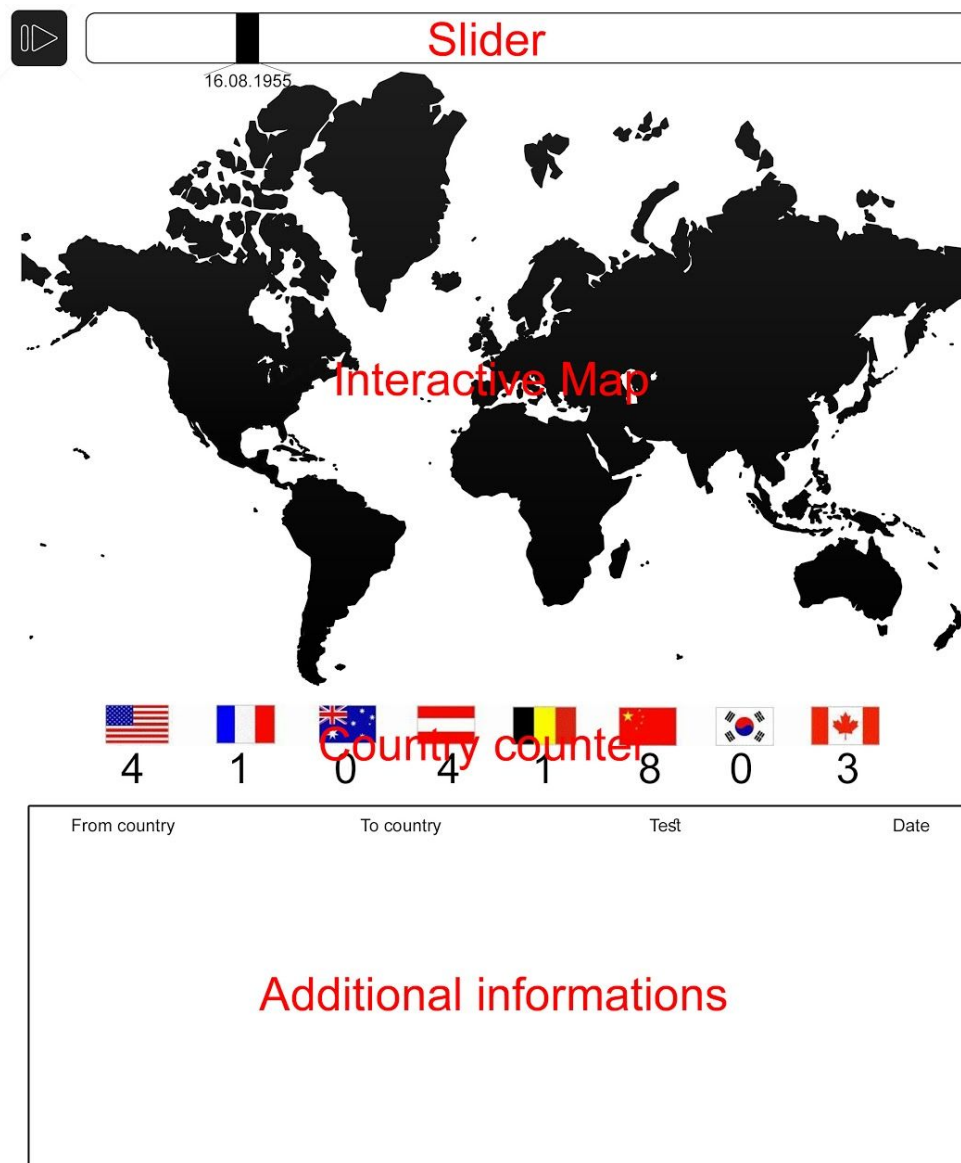 Slider
16.08.1955
Interactive Map
Country counter
4 1 0 4 1 8 0 3
From country To country Test Date
Additional informations